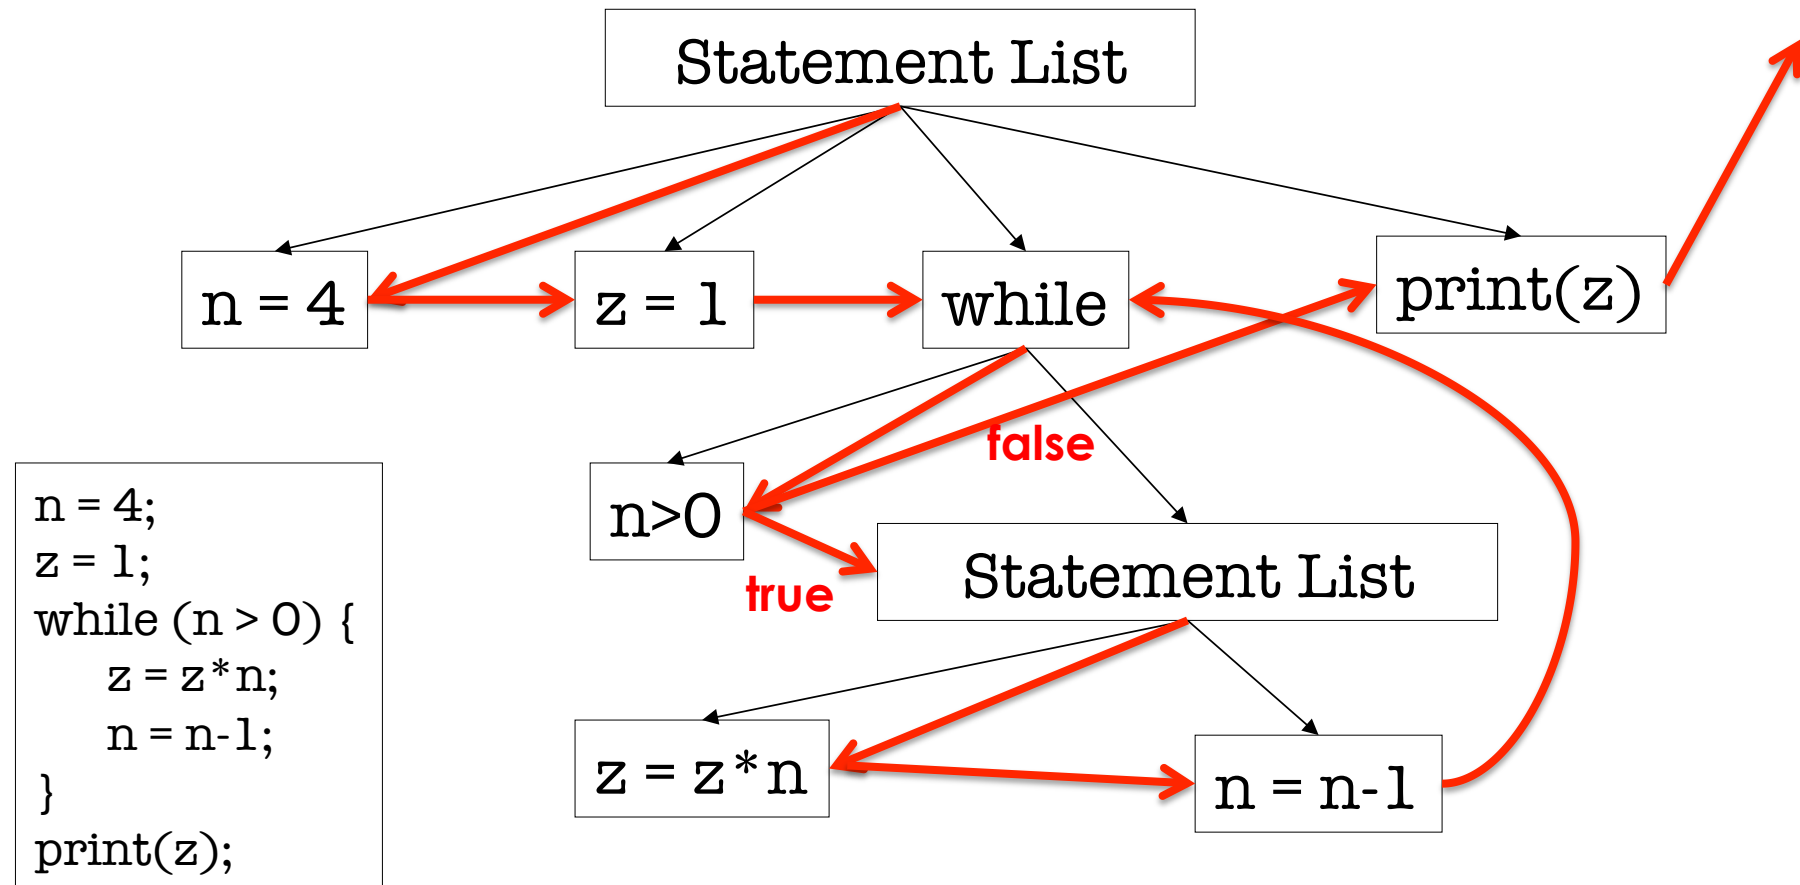 Statement List
n = 4
z = 1
while
print(z)
false
n>0
true
Statement List
z = z*n
n = n-1
n = 4;
z = 1;
while (n > 0) {
z = z*n;
n = n-1;
}
print(z);